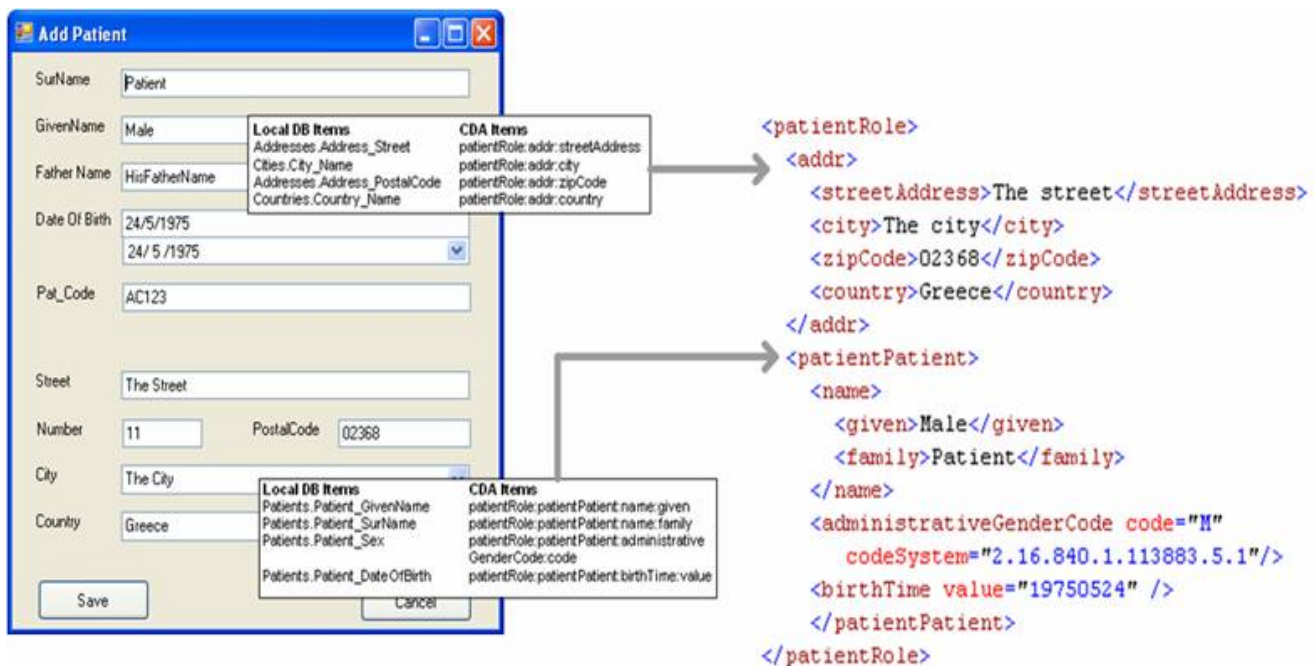 Add Patient
SurName Patient
GivenName Male
Father Name HisFatherName
Date Of Birth 24/5/1975
24/ 5 /1975
Pat_Code AC123
Street The Street
Number 11 PostalCode 02368
City The City
Country Greece
Save Cancel
Local DB Items CDA Items
Addresses.Address_Street patientRole:addr:streetAddress
Cities.City_Name patientRole:addr:city
Addresses.Address_PostalCode patientRole:addr:zipCode
Countries.Country_Name patientRole:addr:country
Local DB Items CDA Items
Patients.Patient_GivenName patientRole:patientPatient:name:given
Patients.Patient_SurName patientRole:patientPatient:name:family
Patients.Patient_Sex patientRole:patientPatient:administrative
GenderCode:code
Patients.Patient_DateOfBirth patientRole:patientPatient:birthTime:value
<patientRole>
<addr>
<streetAddress>The street</streetAddress>
<city>The city</city>
<zipCode>02368</zipCode>
<country>Greece</country>
</addr>
<patientPatient>
<name>
<given>Male</given>
<family>Patient</family>
</name>
<administrativeGenderCode code="M"
codeSystem="2.16.840.1.113883.5.1"/>
<birthTime value="19750524" />
</patientPatient>
</patientRole>